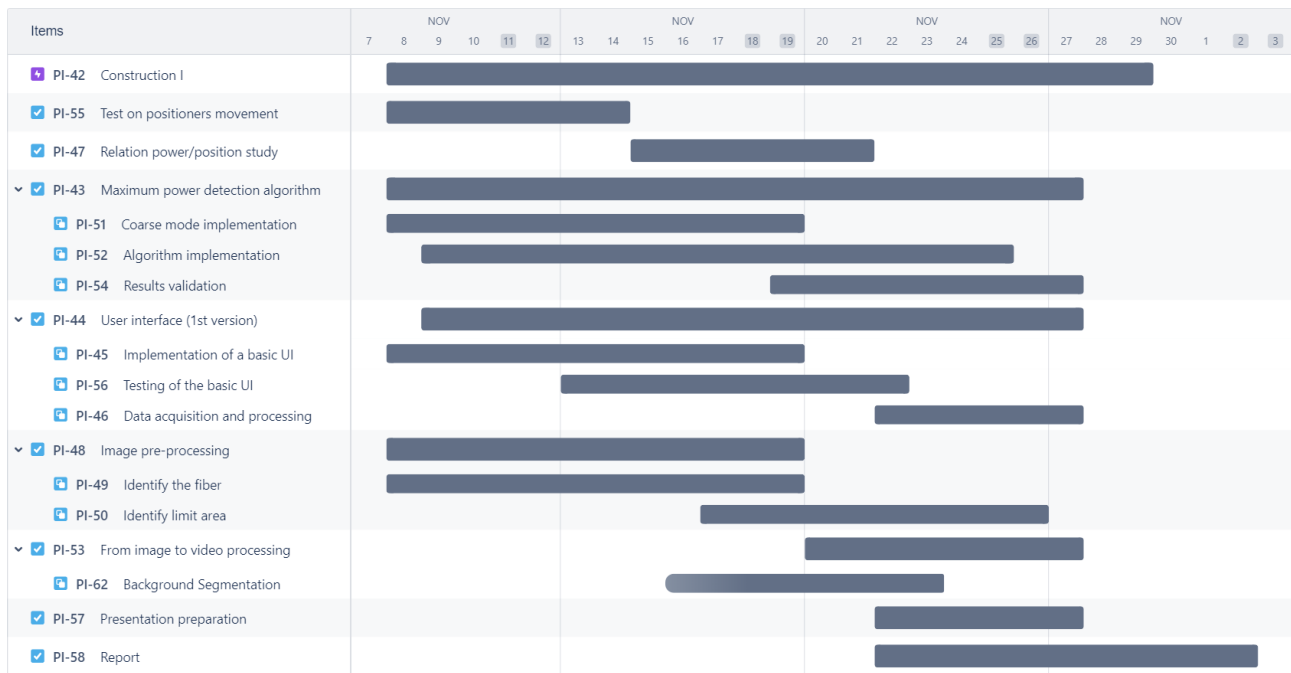 Items
NOV NOV NOV NOV
7 8 9 10 11 12 13 14 15 16 17 18 19 20 21 22 23 24 25 26 27 28 29 30 1 2 3
PI-42 Construction I
PI-55 Test on positioners movement
PI-47 Relation power/position study
PI-43 Maximum power detection algorithm
PI-51 Coarse mode implementation
PI-52 Algorithm implementation
PI-54 Results validation
PI-44 User interface (1st version)
PI-45 Implementation of a basic UI
PI-56 Testing of the basic UI
PI-46 Data acquisition and processing
PI-48 Image pre-processing
PI-49 Identify the fiber
PI-50 Identify limit area
PI-53 From image to video processing
PI-62 Background Segmentation
PI-57 Presentation preparation
PI-58 Report